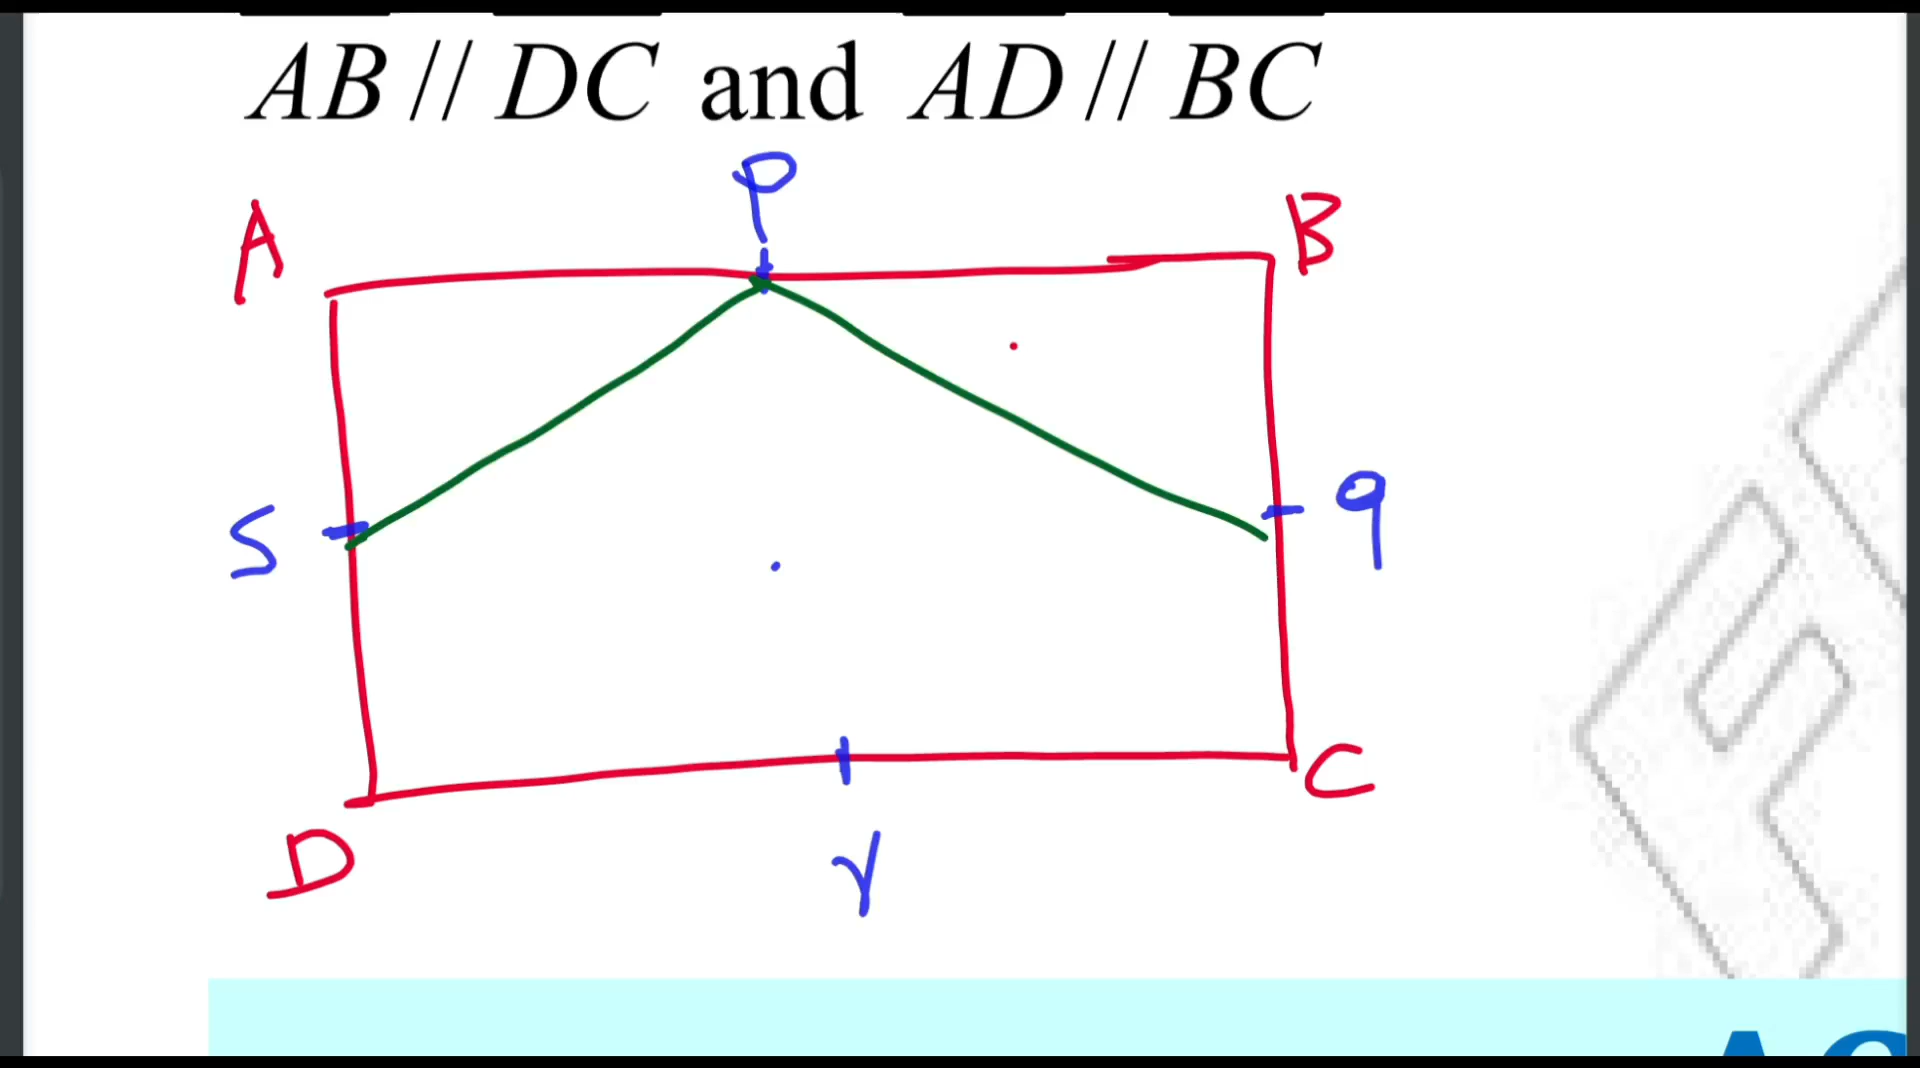 AB // DC and AD // BC
P
A B
S q
C
D r